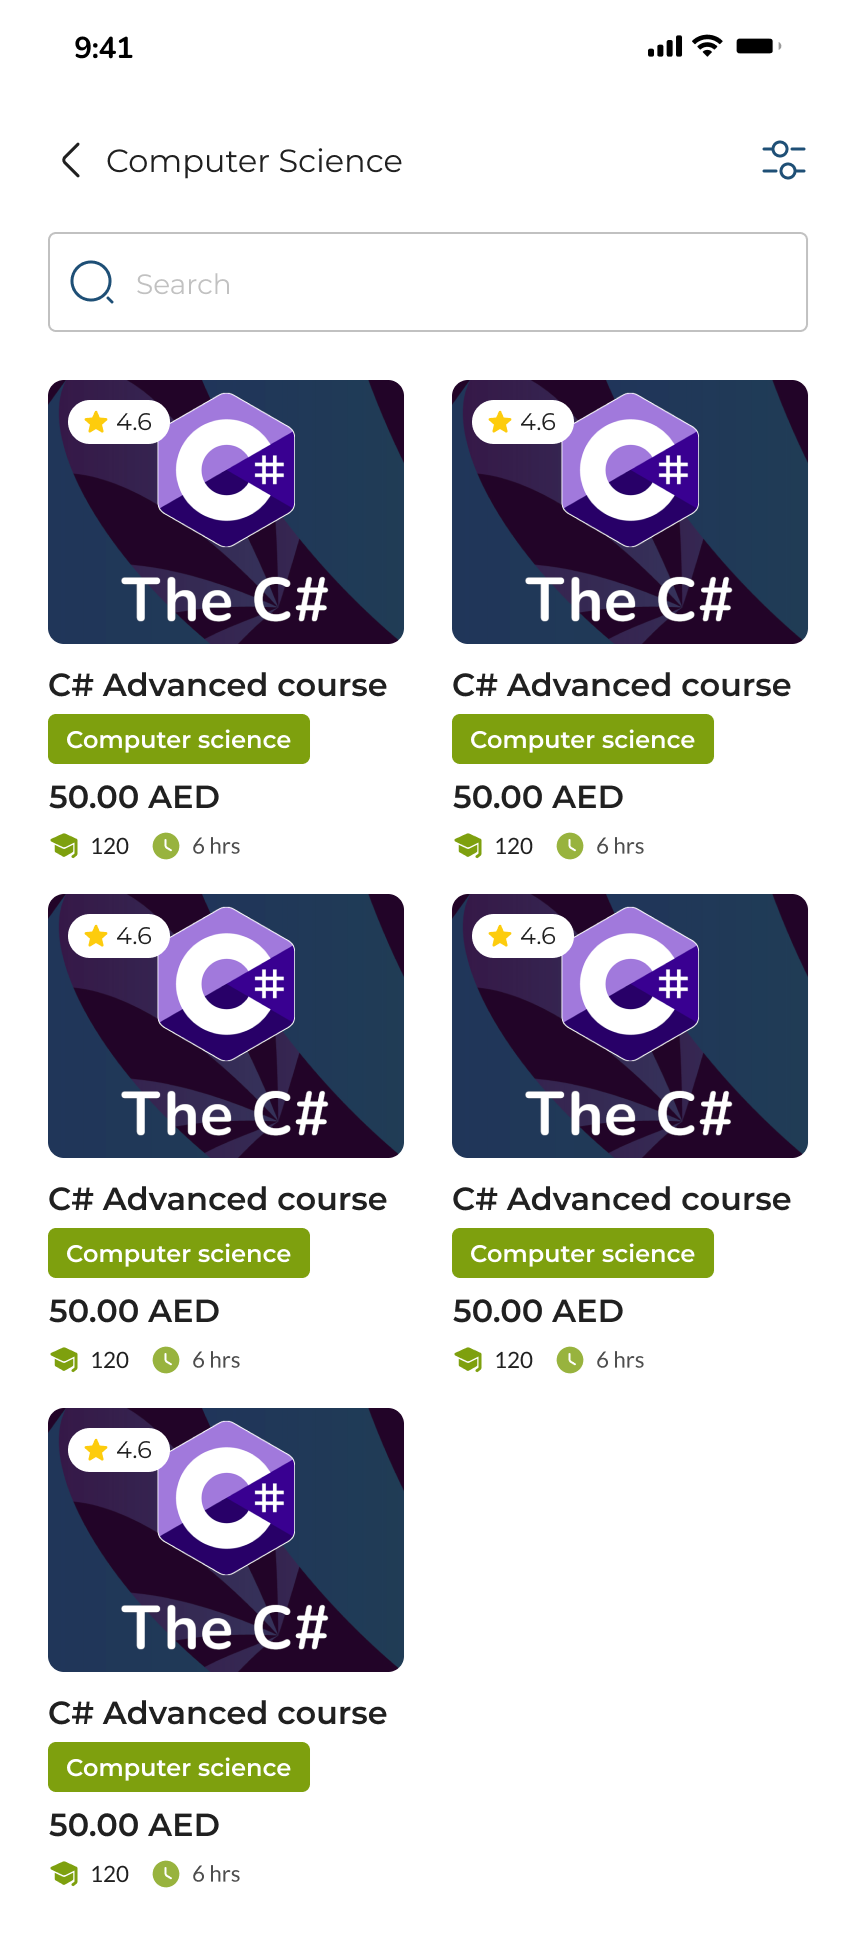 9:41
Computer Science
Search
4.6
C#
The C#
C# Advanced course
Computer science
50.00 AED
120 6 hrs
4.6
C#
The C#
C# Advanced course
Computer science
50.00 AED
120 6 hrs
4.6
C#
The C#
C# Advanced course
Computer science
50.00 AED
120 6 hrs
4.6
C#
The C#
C# Advanced course
Computer science
50.00 AED
120 6 hrs
4.6
C#
The C#
C# Advanced course
Computer science
50.00 AED
120 6 hrs